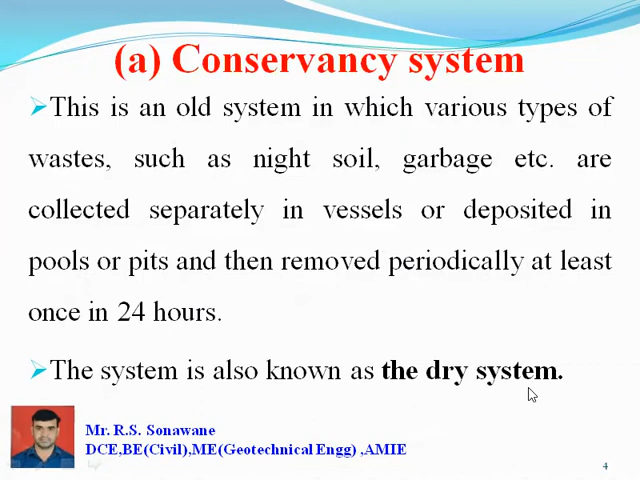 (a) Conservancy system
This is an old system in which various types of
wastes, such as night soil, garbage etc. are
collected separately in vessels or deposited in
pools or pits and then removed periodically at least
once in 24 hours.
The system is also known as the dry system.
Mr. R.S. Sonawane
DCE,BE(Civil),ME(Geotechnical Engg) ,AMIE
4